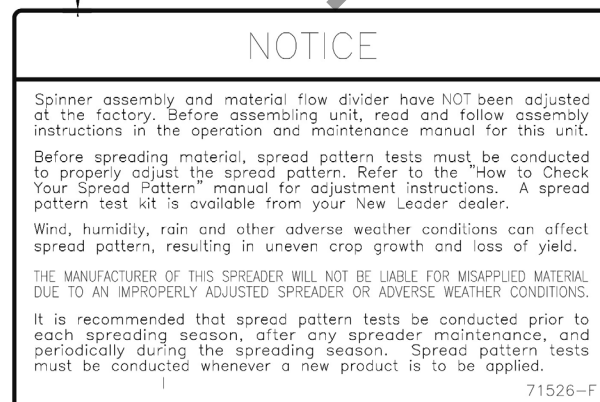 NOTICE
Spinner assembly and material flow divider have NOT been adjusted
at the factory. Before assembling unit, read and follow assembly
instructions in the operation and maintenance manual for this unit.
Before spreading material, spread pattern tests must be conducted
to properly adjust the spread pattern. Refer to the "How to Check
Your Spread Pattern" manual for adjustment instructions. A spread
pattern test kit is available from your New Leader dealer.
Wind, humidity, rain and other adverse weather conditions can affect
spread pattern, resulting in uneven crop growth and loss of yield.
THE MANUFACTURER OF THIS SPREADER WILL NOT BE LIABLE FOR MISAPPLIED MATERIAL
DUE TO AN IMPROPERLY ADJUSTED SPREADER OR ADVERSE WEATHER CONDITIONS.
It is recommended that spread pattern tests be conducted prior to
each spreading season, after any spreader maintenance, and
periodically during the spreading season. Spread pattern tests
must be conducted whenever a new product is to be applied.
71526-F